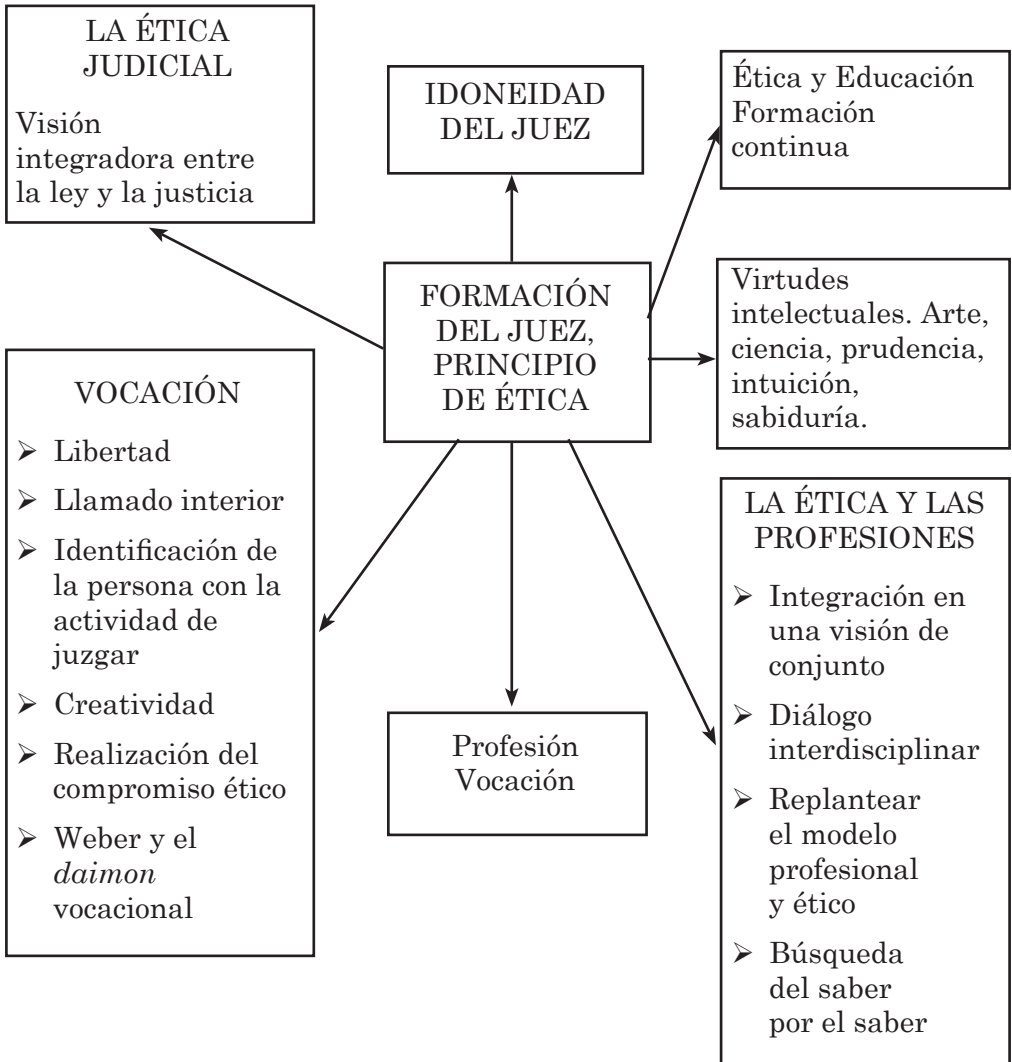 LA ÉTICA
JUDICIAL
Visión
integradora entre
la ley y la justicia
IDONEIDAD
DEL JUEZ
Ética y Educación
Formación
continua
FORMACIÓN
DEL JUEZ,
PRINCIPIO
DE ÉTICA
Virtudes
intelectuales. Arte,
ciencia, prudencia,
intuición,
sabiduría.
VOCACIÓN
➢ Libertad
➢ Llamado interior
➢ Identificación de
la persona con la
actividad de
juzgar
➢ Creatividad
➢ Realización del
compromiso ético
➢ Weber y el
daimon
vocacional
Profesión
Vocación
LA ÉTICA Y LAS
PROFESIONES
➢ Integración en
una visión de
conjunto
➢ Diálogo
interdisciplinar
➢ Replantear
el modelo
profesional
y ético
➢ Búsqueda
del saber
por el saber